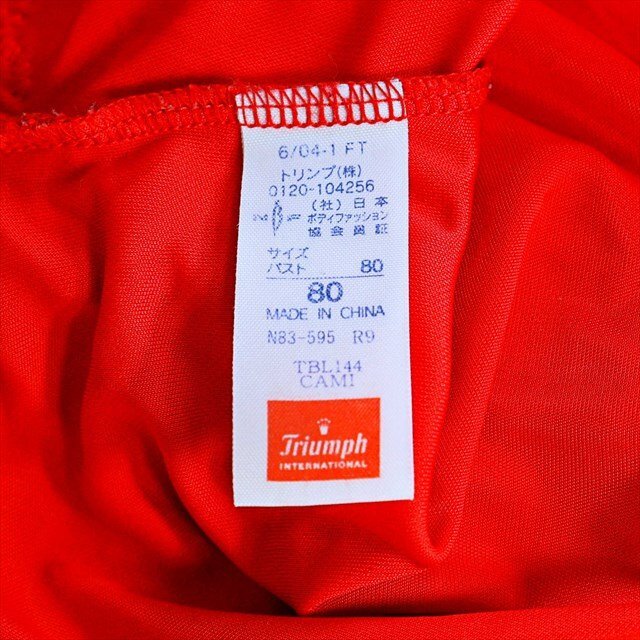 6/04-1 FT
トリンプ(株)
0120-104256
(社)日本
ボディファッション
協会認証
サイズ
バスト 80
80
MADE IN CHINA
N83-595 R9
TBL144
CAMI
Triumph
INTERNATIONAL